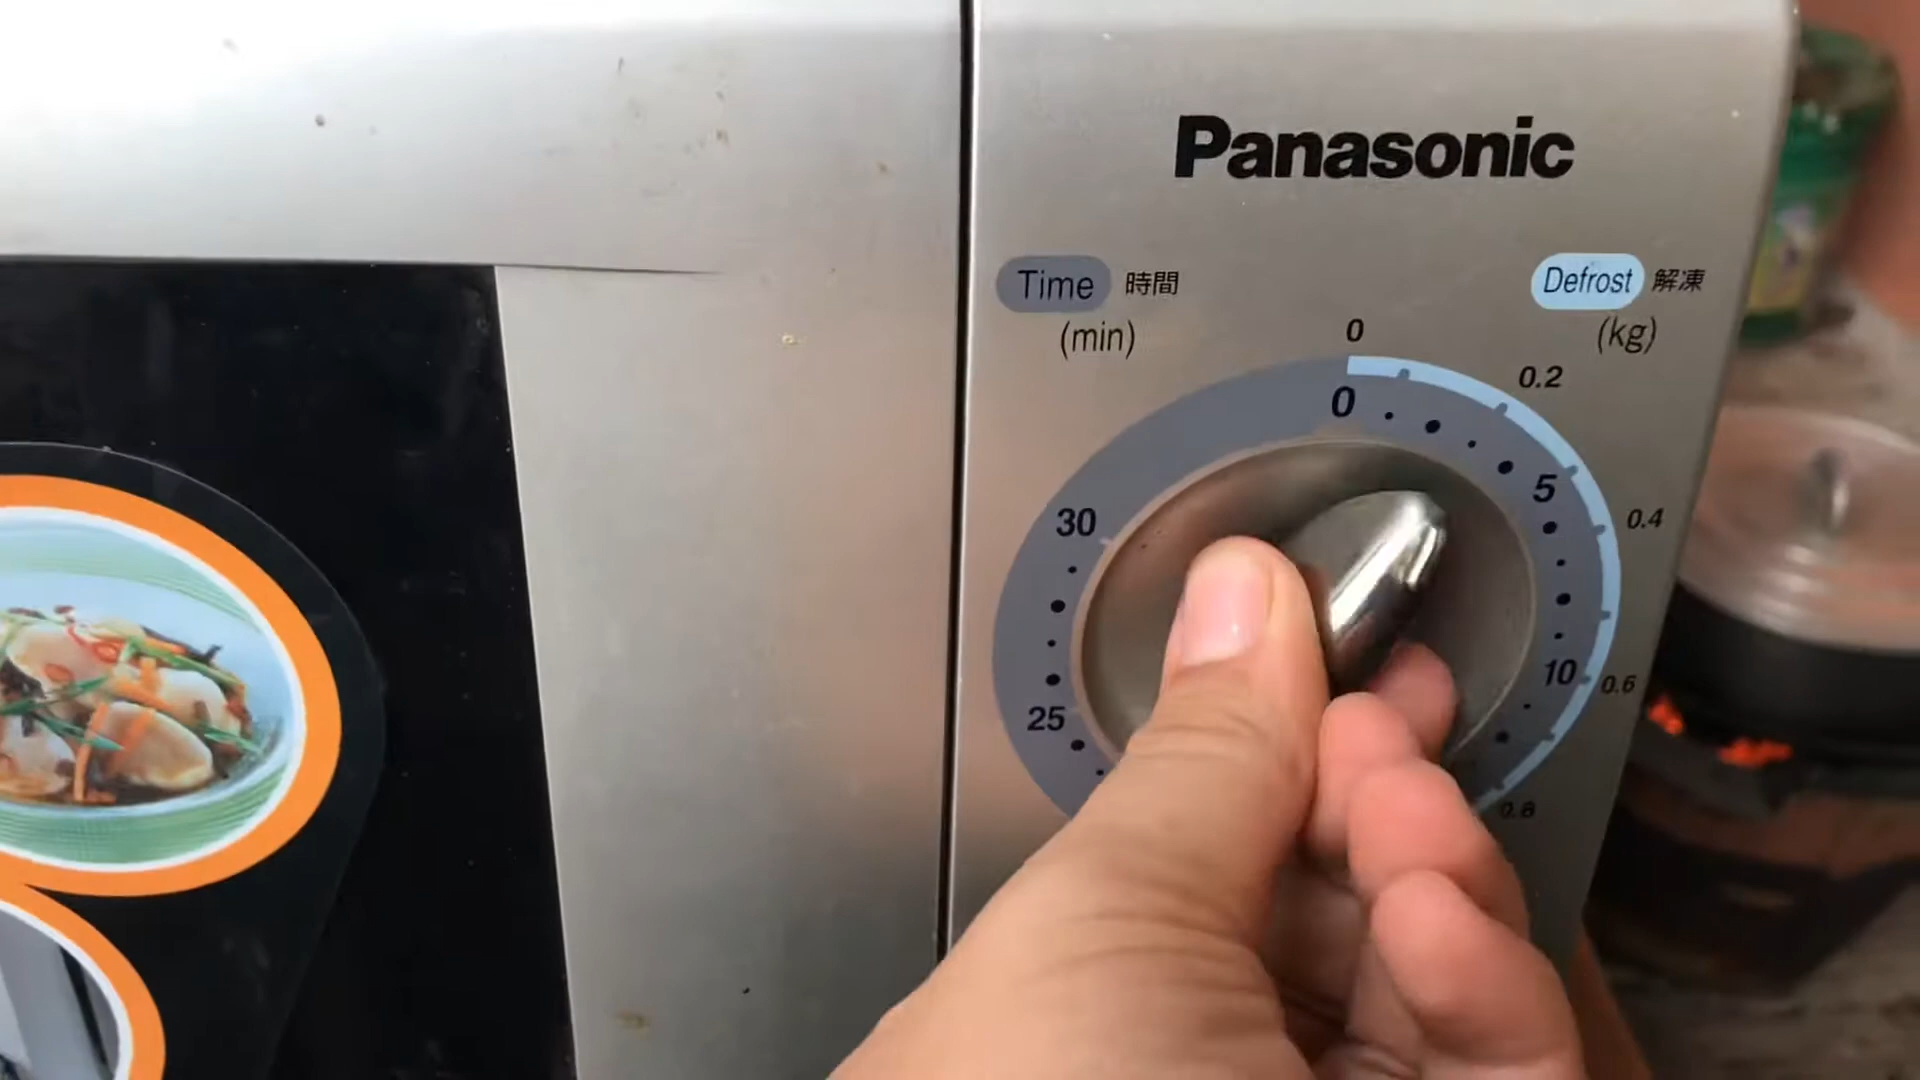 Panasonic
Time 時間
(min)
Defrost 解凍
(kg)
0
0.2
0.4
0.6
0.8
0
5
10
25
30